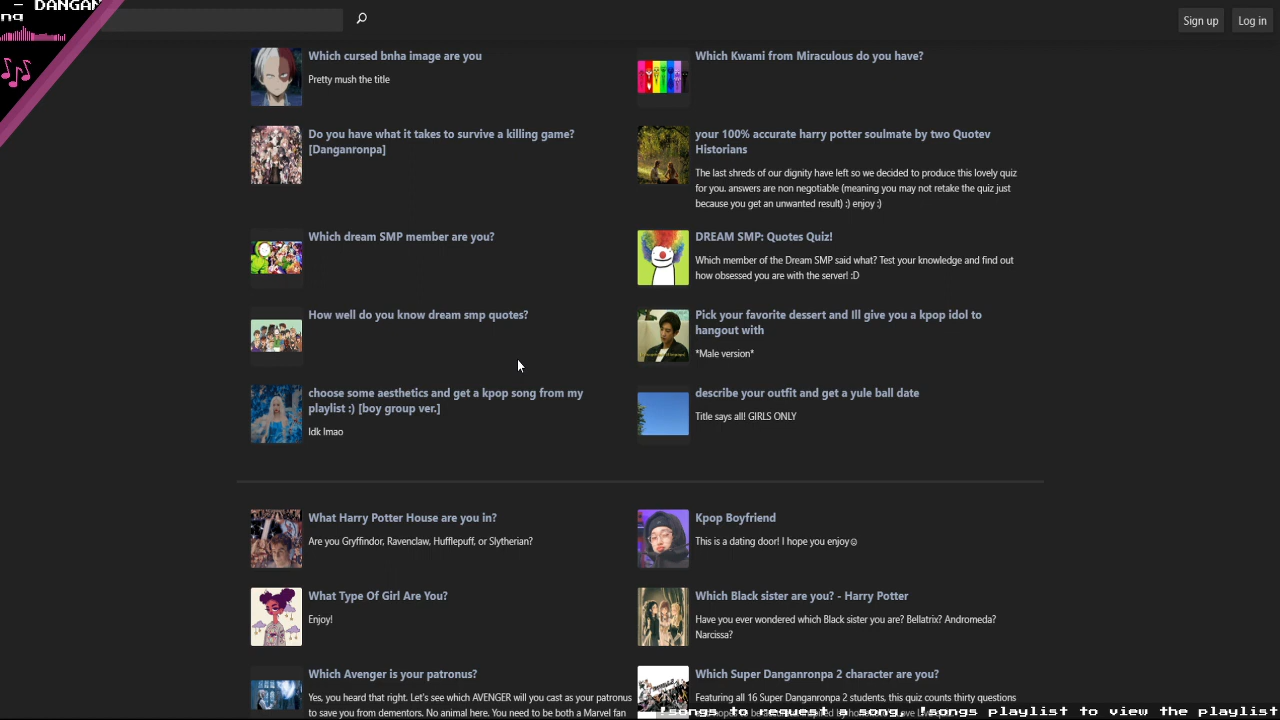 DANGAN
ng
Sign up
Log in
Which cursed bnha image are you
Pretty mush the title
Which Kwami from Miraculous do you have?
Do you have what it takes to survive a killing game?
[Danganronpa]
your 100% accurate harry potter soulmate by two Quotev
Historians
The last shreds of our dignity have left so we decided to produce this lovely quiz
for you. answers are non negotiable (meaning you may not retake the quiz just
because you get an unwanted result) :) enjoy :)
Which dream SMP member are you?
DREAM SMP: Quotes Quiz!
Which member of the Dream SMP said what? Test your knowledge and find out
how obsessed you are with the server! :D
How well do you know dream smp quotes?
Pick your favorite dessert and Ill give you a kpop idol to
hangout with
*Male version*
choose some aesthetics and get a kpop song from my
playlist :) [boy group ver.]
Idk lmao
describe your outfit and get a yule ball date
Title says all! GIRLS ONLY
What Harry Potter House are you in?
Are you Gryffindor, Ravenclaw, Hufflepuff, or Slytherian?
Kpop Boyfriend
This is a dating door! I hope you enjoy☺
What Type Of Girl Are You?
Enjoy!
Which Black sister are you? - Harry Potter
Have you ever wondered which Black sister you are? Bellatrix? Andromeda?
Narcissa?
Which Avenger is your patronus?
Yes, you heard that right. Let's see which AVENGER will you cast as your patronus
to save you from dementors. No animal here. You need to be both a Marvel fan
Which Super Danganronpa 2 character are you?
Featuring all 16 Super Danganronpa 2 students, this quiz counts thirty questions
to request a song, !songs playlist to view the playlist